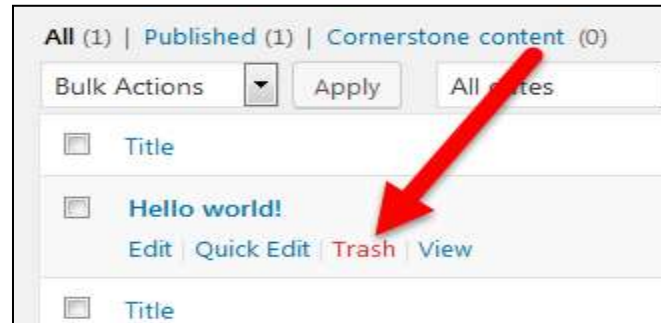 All (1) | Published (1) | Cornerstone content (0)
Bulk Actions Apply All dates
Title
Hello world!
Edit | Quick Edit | Trash | View
Title